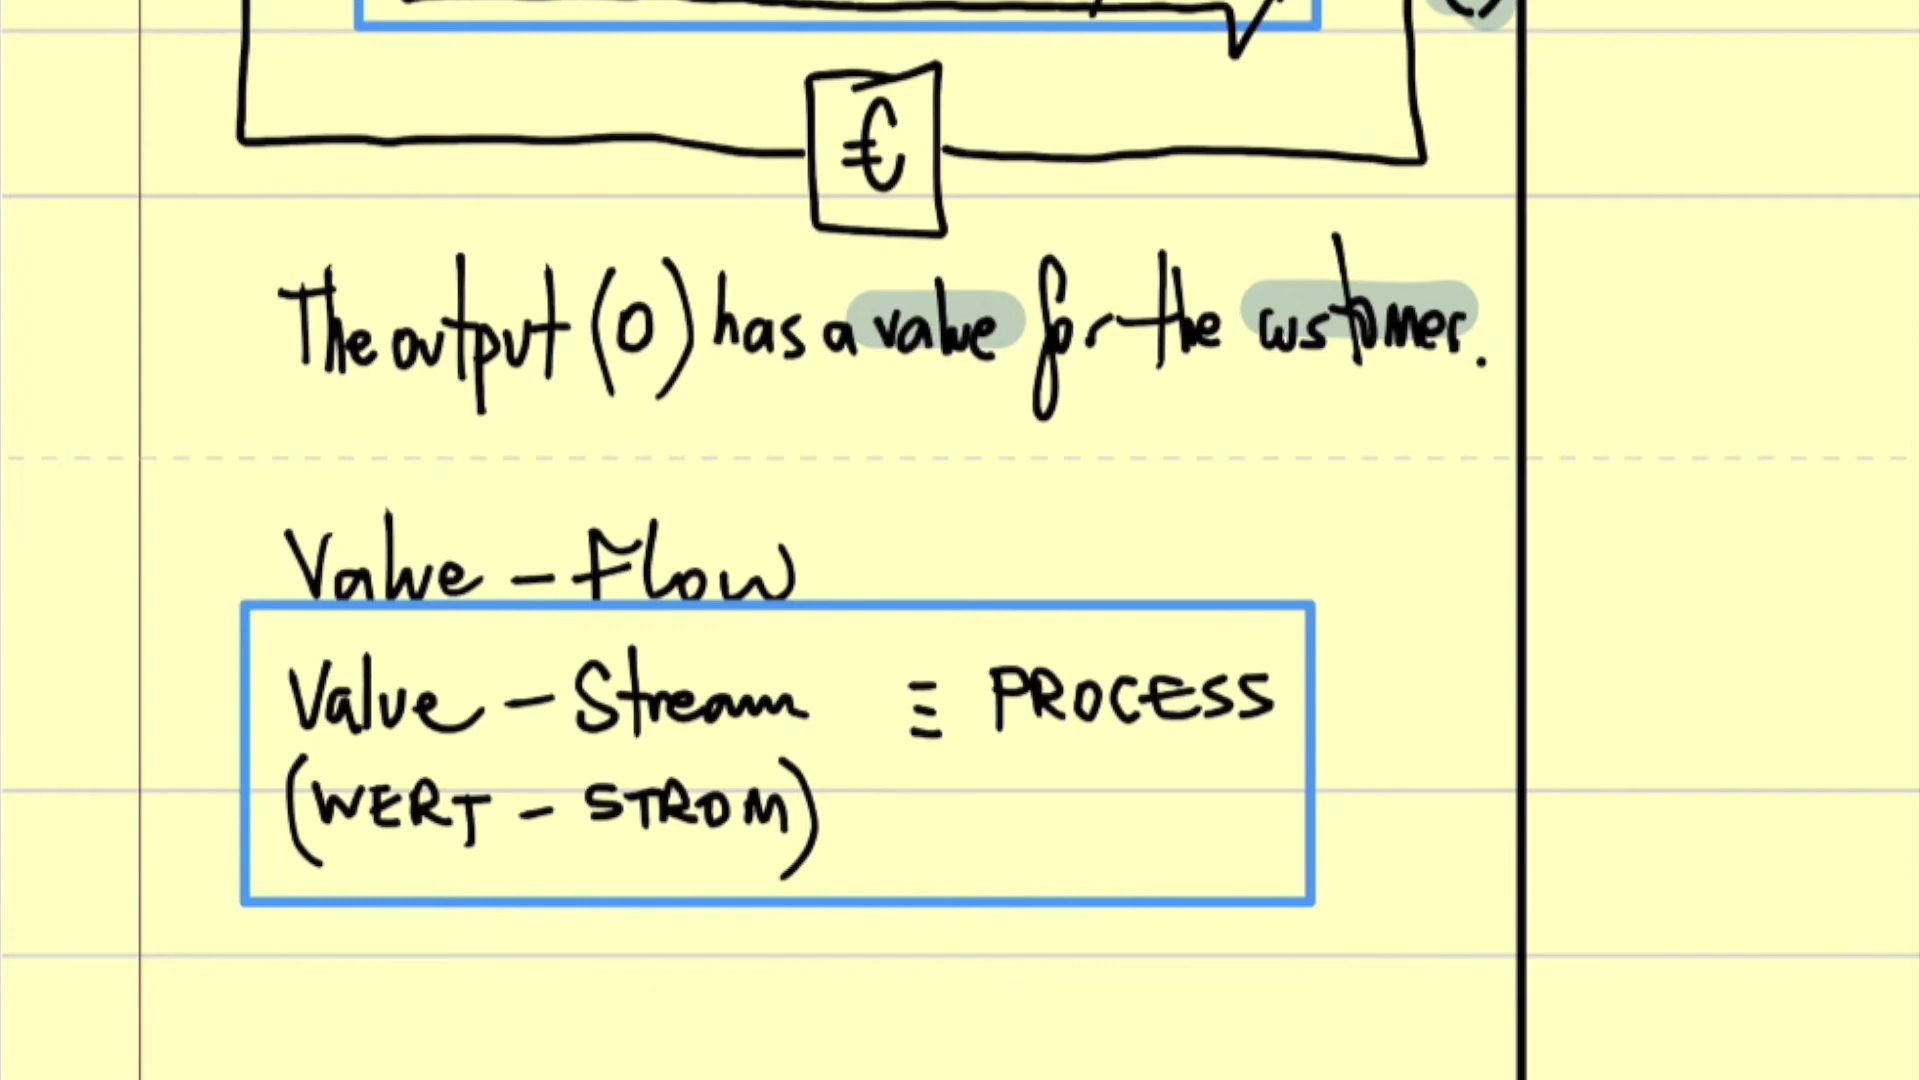 €
The output (O) has a value for the customer.
Value - Flow
Value - Stream ≡ PROCESS
(WERT - STROM)